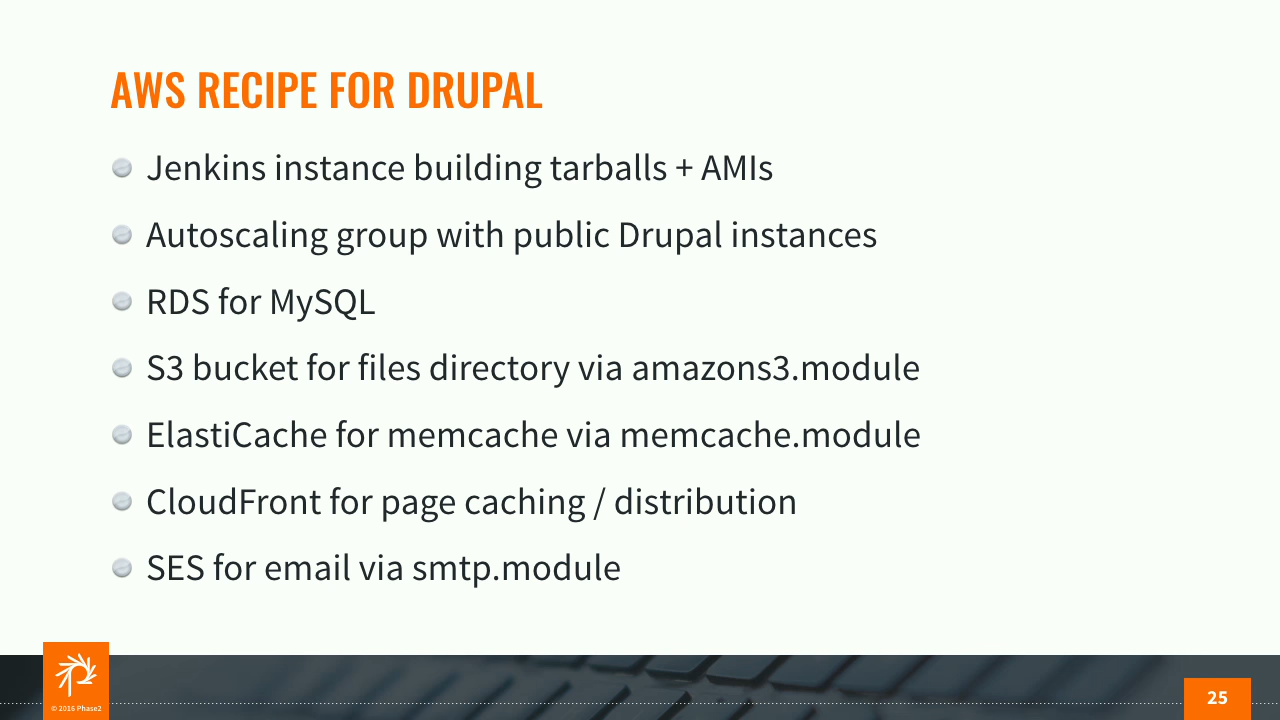 AWS RECIPE FOR DRUPAL
Jenkins instance building tarballs + AMIs
Autoscaling group with public Drupal instances
RDS for MySQL
S3 bucket for files directory via amazons3.module
ElastiCache for memcache via memcache.module
CloudFront for page caching / distribution
SES for email via smtp.module
© 2016 Phase2
25